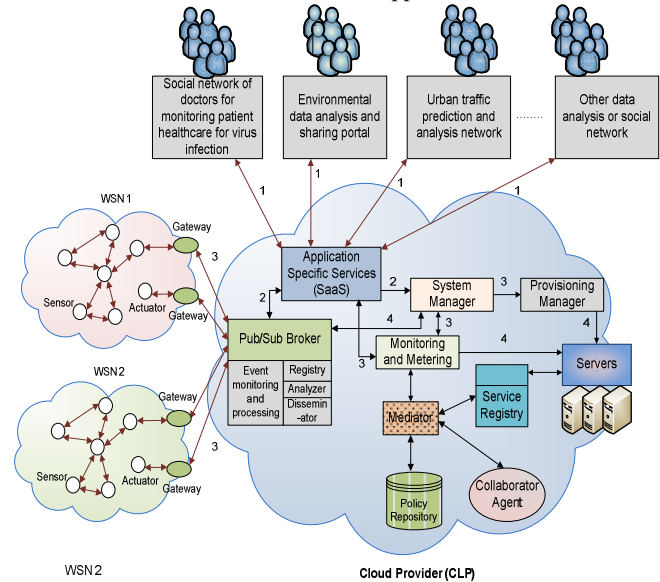 Social network of
doctors for
monitoring patient
healthcare for virus
infection
Environmental
data analysis and
sharing portal
Urban traffic
prediction and
analysis network
........
Other data
analysis or social
network
1
1
1
1
WSN 1
Gateway
3
Sensor
Actuator
Gateway
Application
Specific Services
(SaaS)
2
2
System
Manager
3
Provisioning
Manager
4
3
4
Pub/Sub Broker
Event
monitoring
and
processing
Registry
Analyzer
Dissemin
-ator
3
Monitoring
and Metering
4
Servers
Service
Registry
Mediator
Policy
Repository
Collaborator
Agent
WSN2
Gateway
3
Sensor
Actuator
Gateway
WSN2
Cloud Provider (CLP)